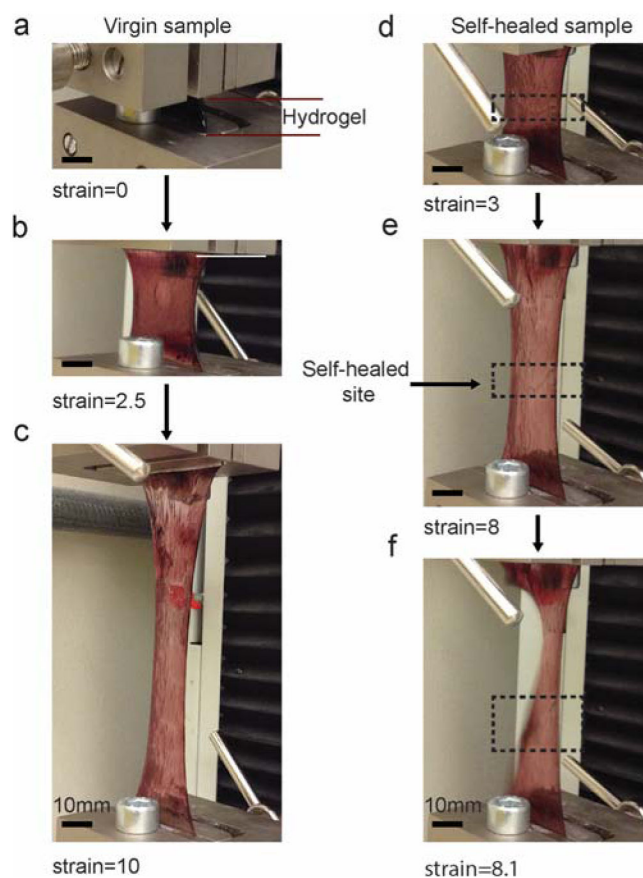 Virgin sample
a
Hydrogel
strain=0
b
strain=2.5
c
10mm
strain=10
Self-healed sample
d
strain=3
e
Self-healed
site
strain=8
f
10mm
strain=8.1